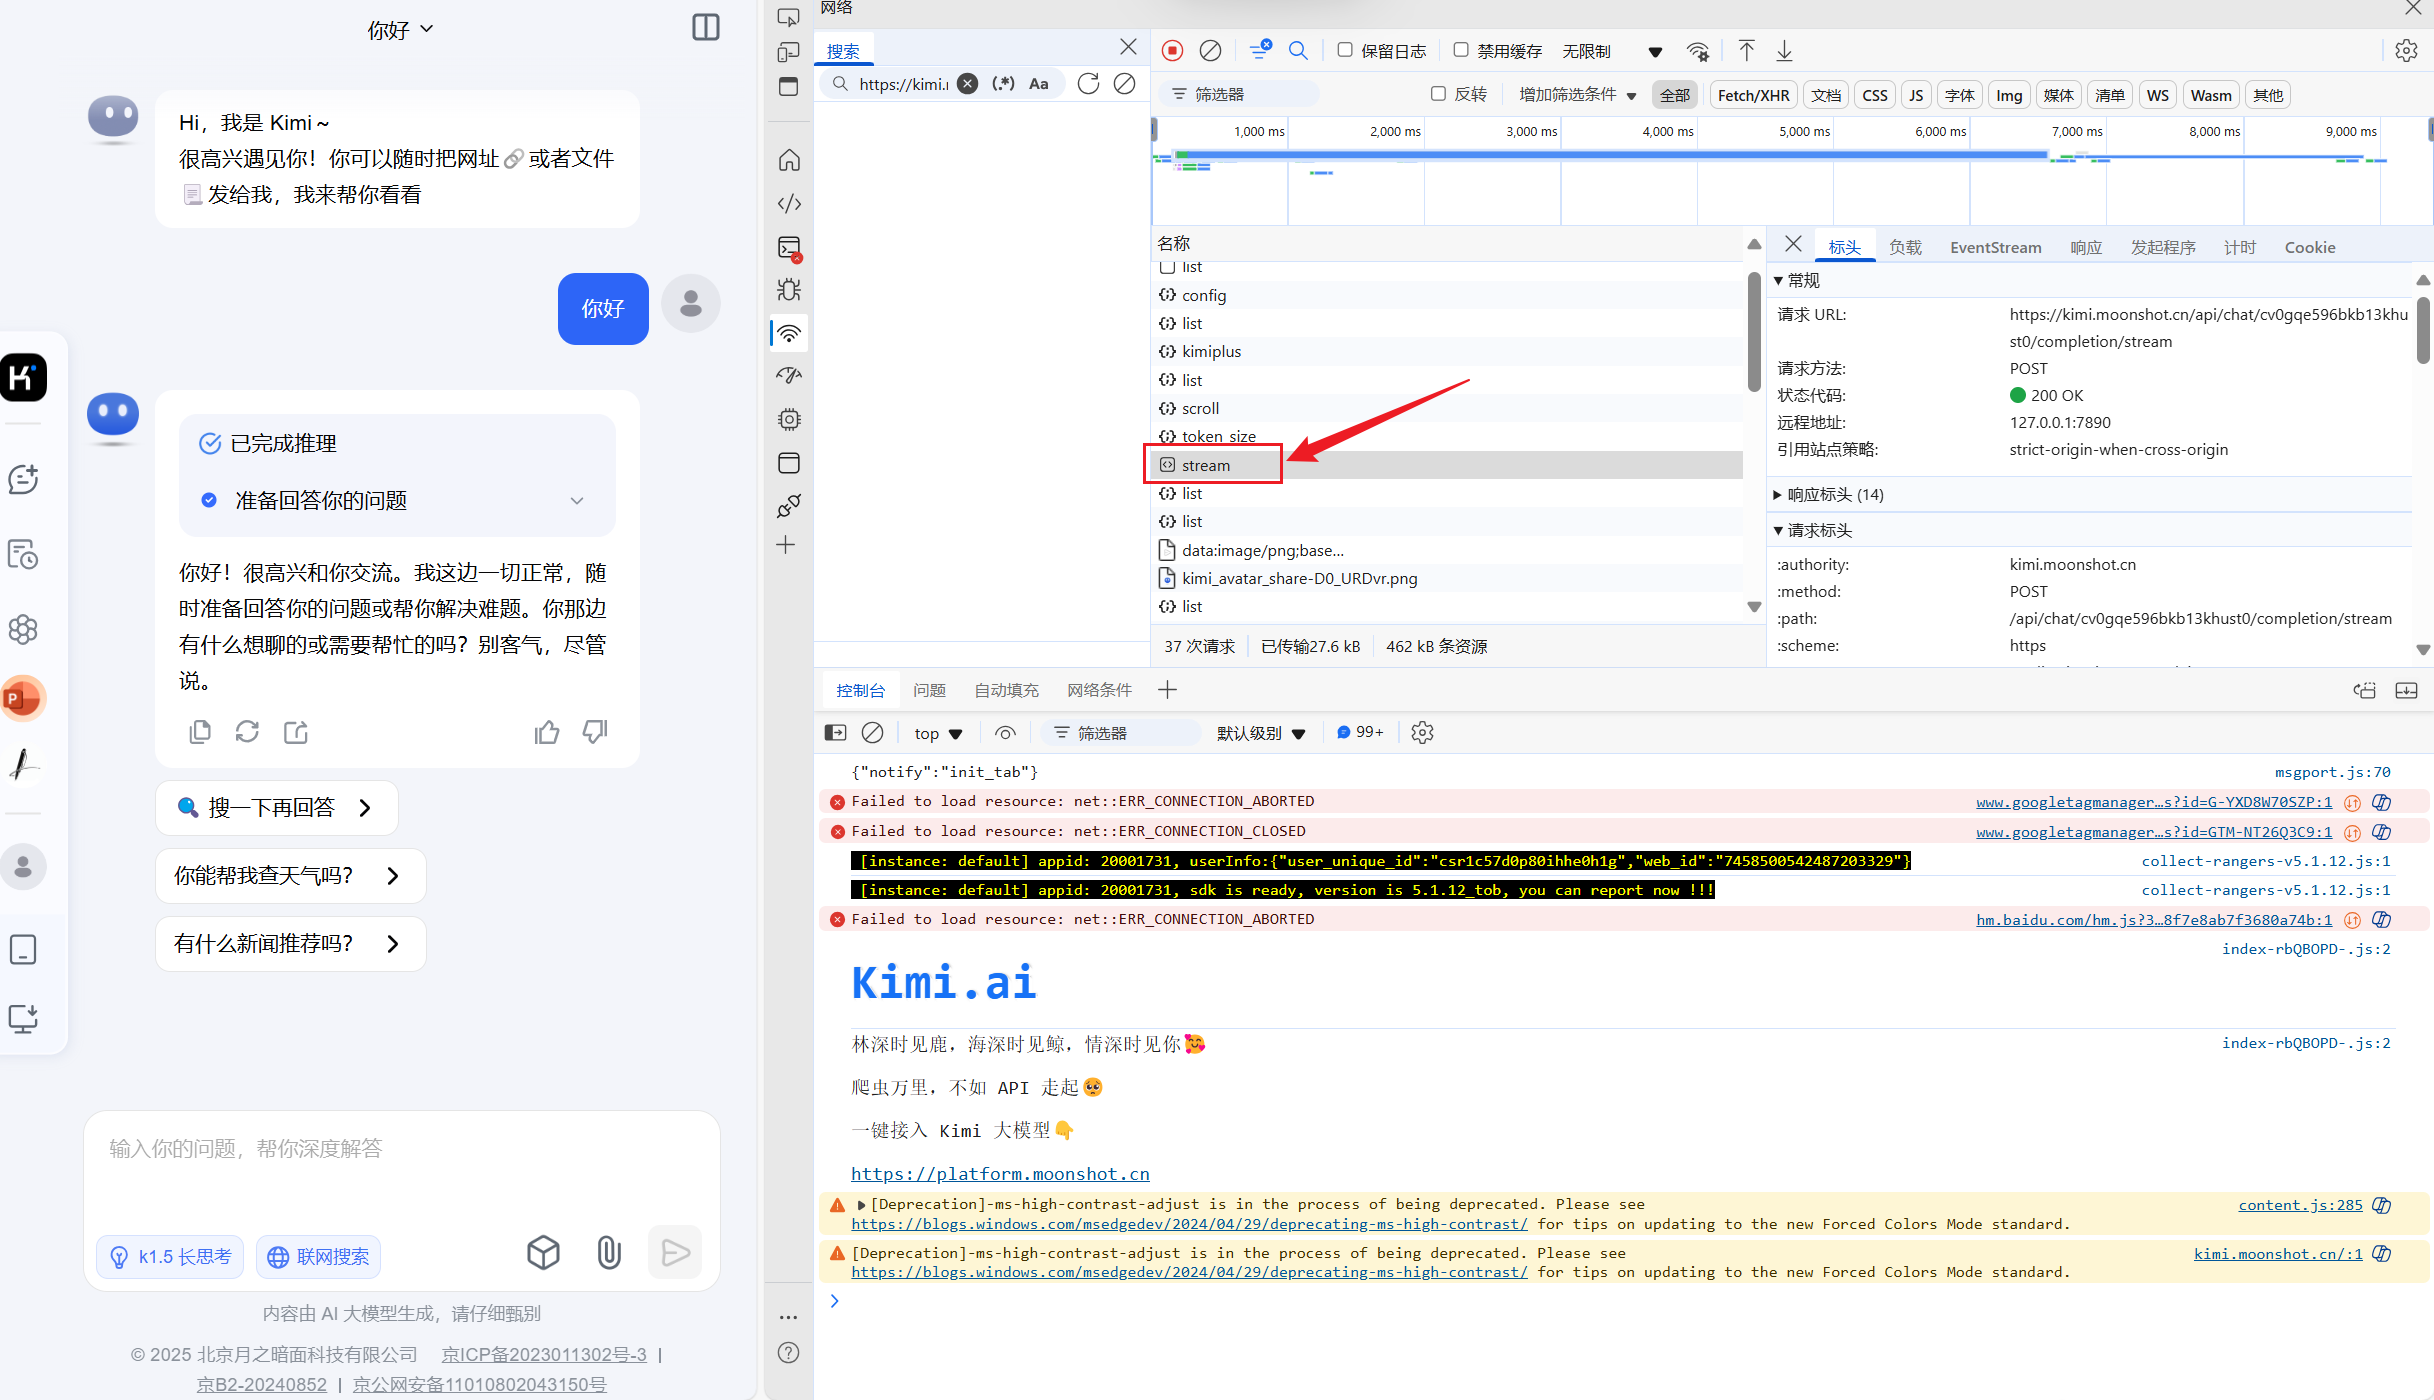 你好
Hi，我是 Kimi～
很高兴遇见你！你可以随时把网址🔗或者文件
📃发给我，我来帮你看看
你好
已完成推理
准备回答你的问题
你好！很高兴和你交流。我这边一切正常，随
时准备回答你的问题或帮你解决难题。你那边
有什么想聊的或需要帮忙的吗？别客气，尽管
说。
🔍 搜一下再回答
你能帮我查天气吗？
有什么新闻推荐吗？
输入你的问题，帮你深度解答
k1.5 长思考
联网搜索
内容由 AI 大模型生成，请仔细甄别
© 2025 北京月之暗面科技有限公司 京ICP备2023011302号-3 |
京B2-20240852 | 京公网安备11010802043150号
网络
搜索
https://kimi.
(.*) Aa
保留日志 禁用缓存 无限制
筛选器 反转 增加筛选条件 全部 Fetch/XHR 文档 CSS JS 字体 Img 媒体 清单 WS Wasm 其他
1,000 ms 2,000 ms 3,000 ms 4,000 ms 5,000 ms 6,000 ms 7,000 ms 8,000 ms 9,000 ms
名称
list
config
list
kimiplus
list
scroll
token_size
stream
list
list
data:image/png;base...
kimi_avatar_share-D0_URDvr.png
list
37 次请求 已传输27.6 kB 462 kB 条资源
标头 负载 EventStream 响应 发起程序 计时 Cookie
常规
请求 URL: https://kimi.moonshot.cn/api/chat/cv0gqe596bkb13khu
st0/completion/stream
请求方法: POST
状态代码: 200 OK
远程地址: 127.0.0.1:7890
引用站点策略: strict-origin-when-cross-origin
响应标头 (14)
请求标头
:authority: kimi.moonshot.cn
:method: POST
:path: /api/chat/cv0gqe596bkb13khust0/completion/stream
:scheme: https
控制台 问题 自动填充 网络条件
top 筛选器 默认级别 99+
{"notify":"init_tab"} msgport.js:70
Failed to load resource: net::ERR_CONNECTION_ABORTED www.googletagmanager…s?id=G-YXD8W70SZP:1
Failed to load resource: net::ERR_CONNECTION_CLOSED www.googletagmanager…s?id=GTM-NT26Q3C9:1
[instance: default] appid: 20001731, userInfo:{"user_unique_id":"csr1c57d0p80ihhe0h1g","web_id":"7458500542487203329"} collect-rangers-v5.1.12.js:1
[instance: default] appid: 20001731, sdk is ready, version is 5.1.12_tob, you can report now !!! collect-rangers-v5.1.12.js:1
Failed to load resource: net::ERR_CONNECTION_ABORTED hm.baidu.com/hm.js?3…8f7e8ab7f3680a74b:1
index-rbQBOPD-.js:2
Kimi.ai
林深时见鹿，海深时见鲸，情深时见你🥰 index-rbQBOPD-.js:2
爬虫万里，不如 API 走起🥺
一键接入 Kimi 大模型👇
https://platform.moonshot.cn
[Deprecation]-ms-high-contrast-adjust is in the process of being deprecated. Please see content.js:285
https://blogs.windows.com/msedgedev/2024/04/29/deprecating-ms-high-contrast/ for tips on updating to the new Forced Colors Mode standard.
[Deprecation]-ms-high-contrast-adjust is in the process of being deprecated. Please see kimi.moonshot.cn/:1
https://blogs.windows.com/msedgedev/2024/04/29/deprecating-ms-high-contrast/ for tips on updating to the new Forced Colors Mode standard.